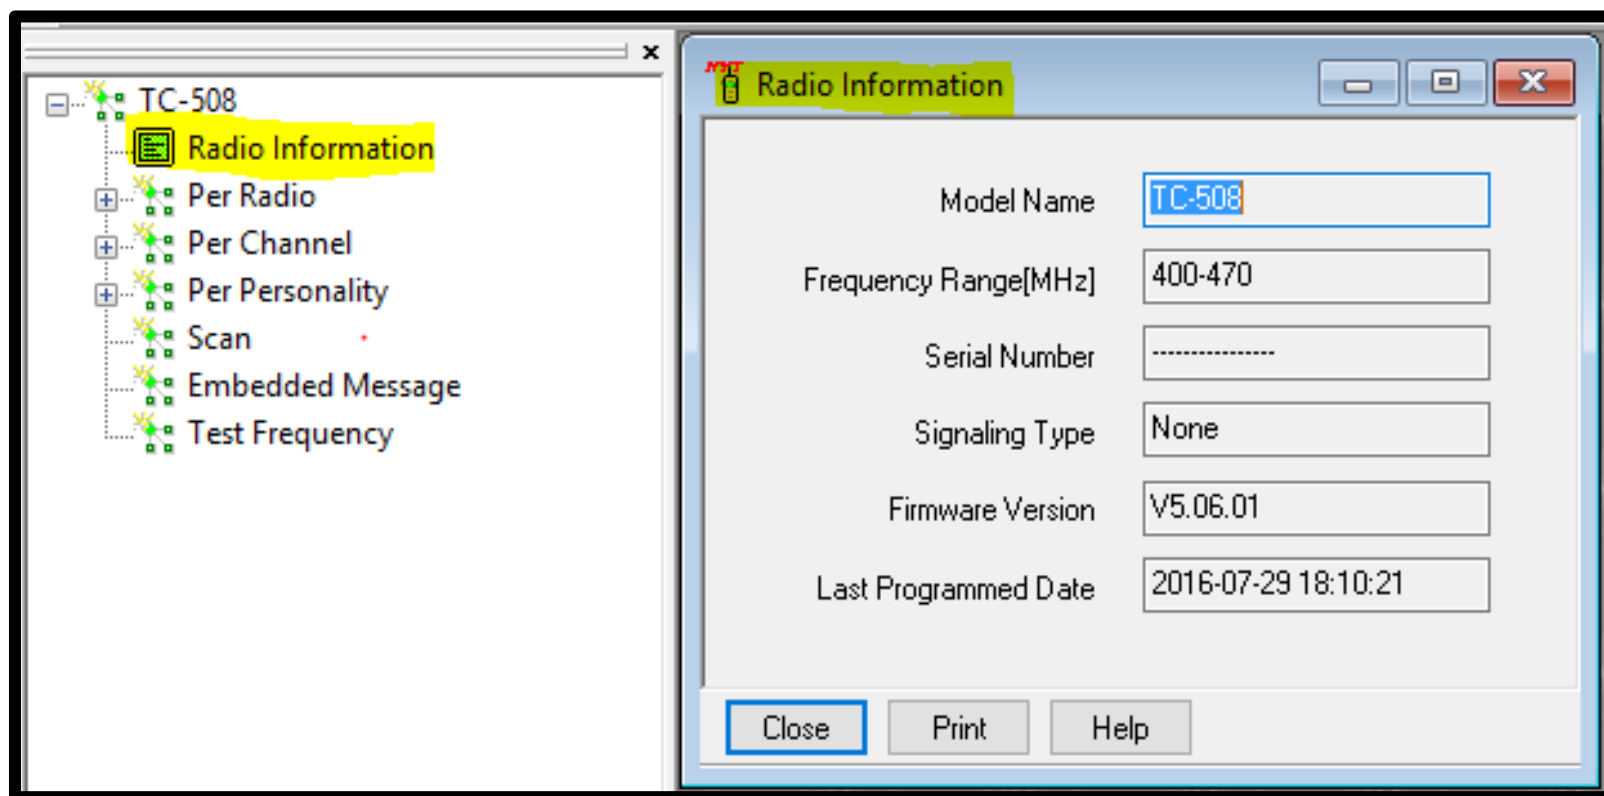 TC-508
Radio Information
Per Radio
Per Channel
Per Personality
Scan
Embedded Message
Test Frequency
Radio Information
Model Name TC-508
Frequency Range[MHz] 400-470
Serial Number ----------------
Signaling Type None
Firmware Version V5.06.01
Last Programmed Date 2016-07-29 18:10:21
Close Print Help